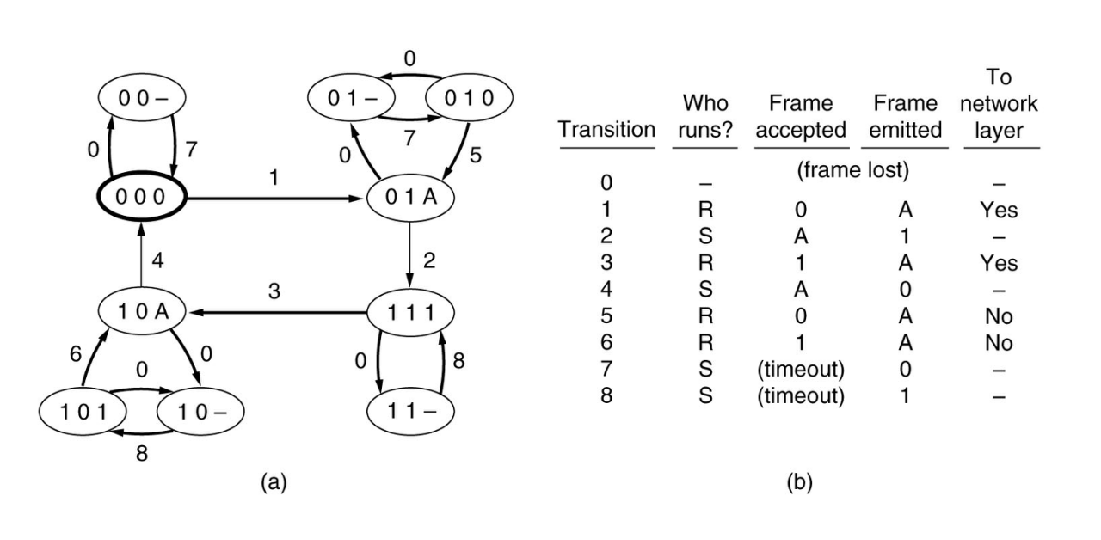 0
00–
01–
010
0
7
7
0
5
000
1
01A
4
2
3
10A
111
6
0
0
0
8
101
10–
11–
8
(a)
To
Who Frame Frame network
Transition runs? accepted emitted layer
(frame lost)
0 – –
1 R 0 A Yes
2 S A 1 –
3 R 1 A Yes
4 S A 0 –
5 R 0 A No
6 R 1 A No
7 S (timeout) 0 –
8 S (timeout) 1 –
(b)